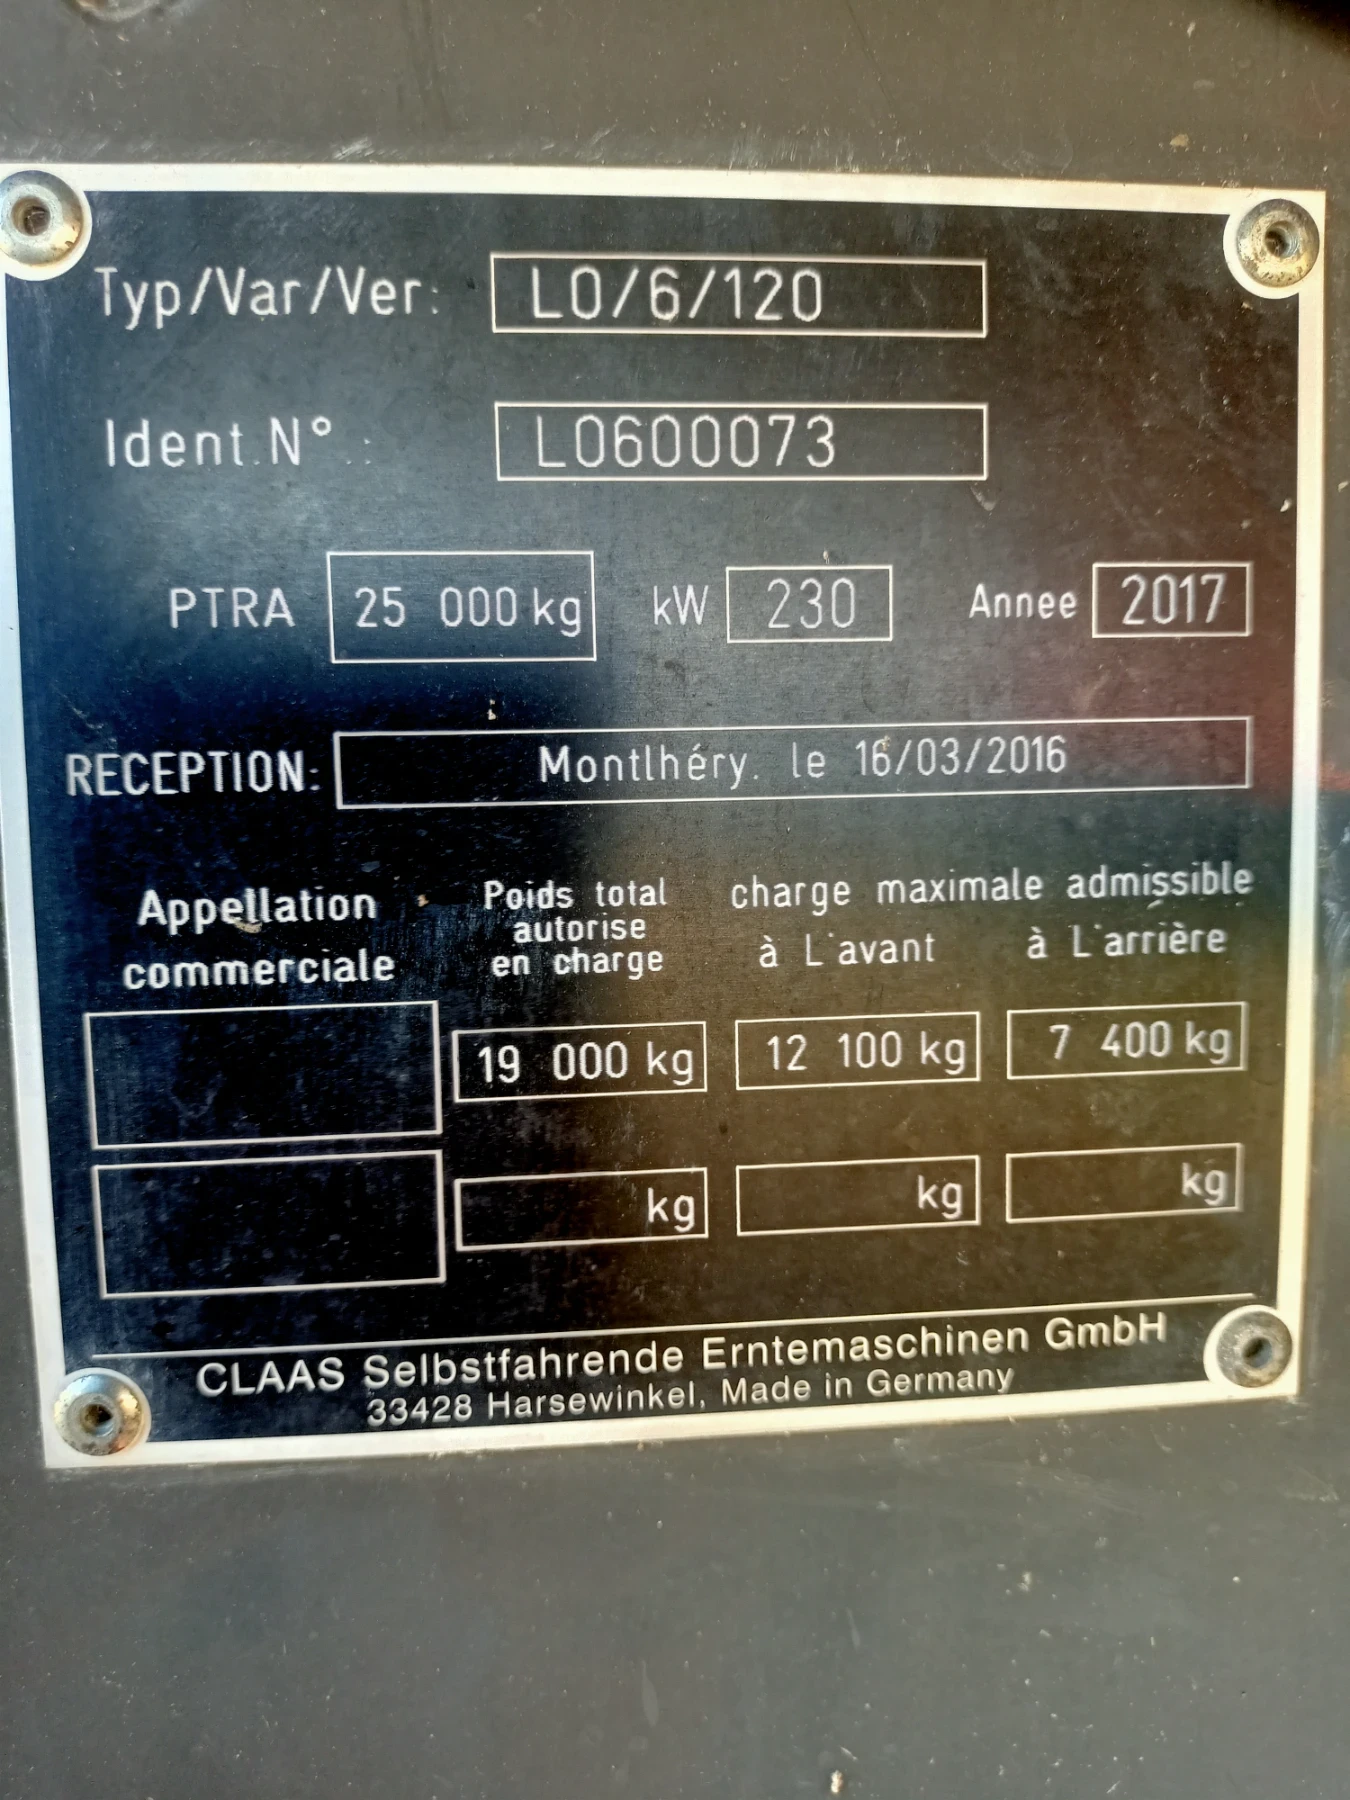 Typ/Var/Ver: LO/6/120
Ident.N° .: L0600073
PTRA 25 000 kg kW 230 Annee 2017
RECEPTION: Montlhéry. le 16/03/2016
Appellation commerciale
Poids total autorise en charge
charge maximale admissible
à L'avant à L'arrière
19 000 kg 12 100 kg 7 400 kg
kg kg kg
CLAAS Selbstfahrende Erntemaschinen GmbH
33428 Harsewinkel, Made in Germany